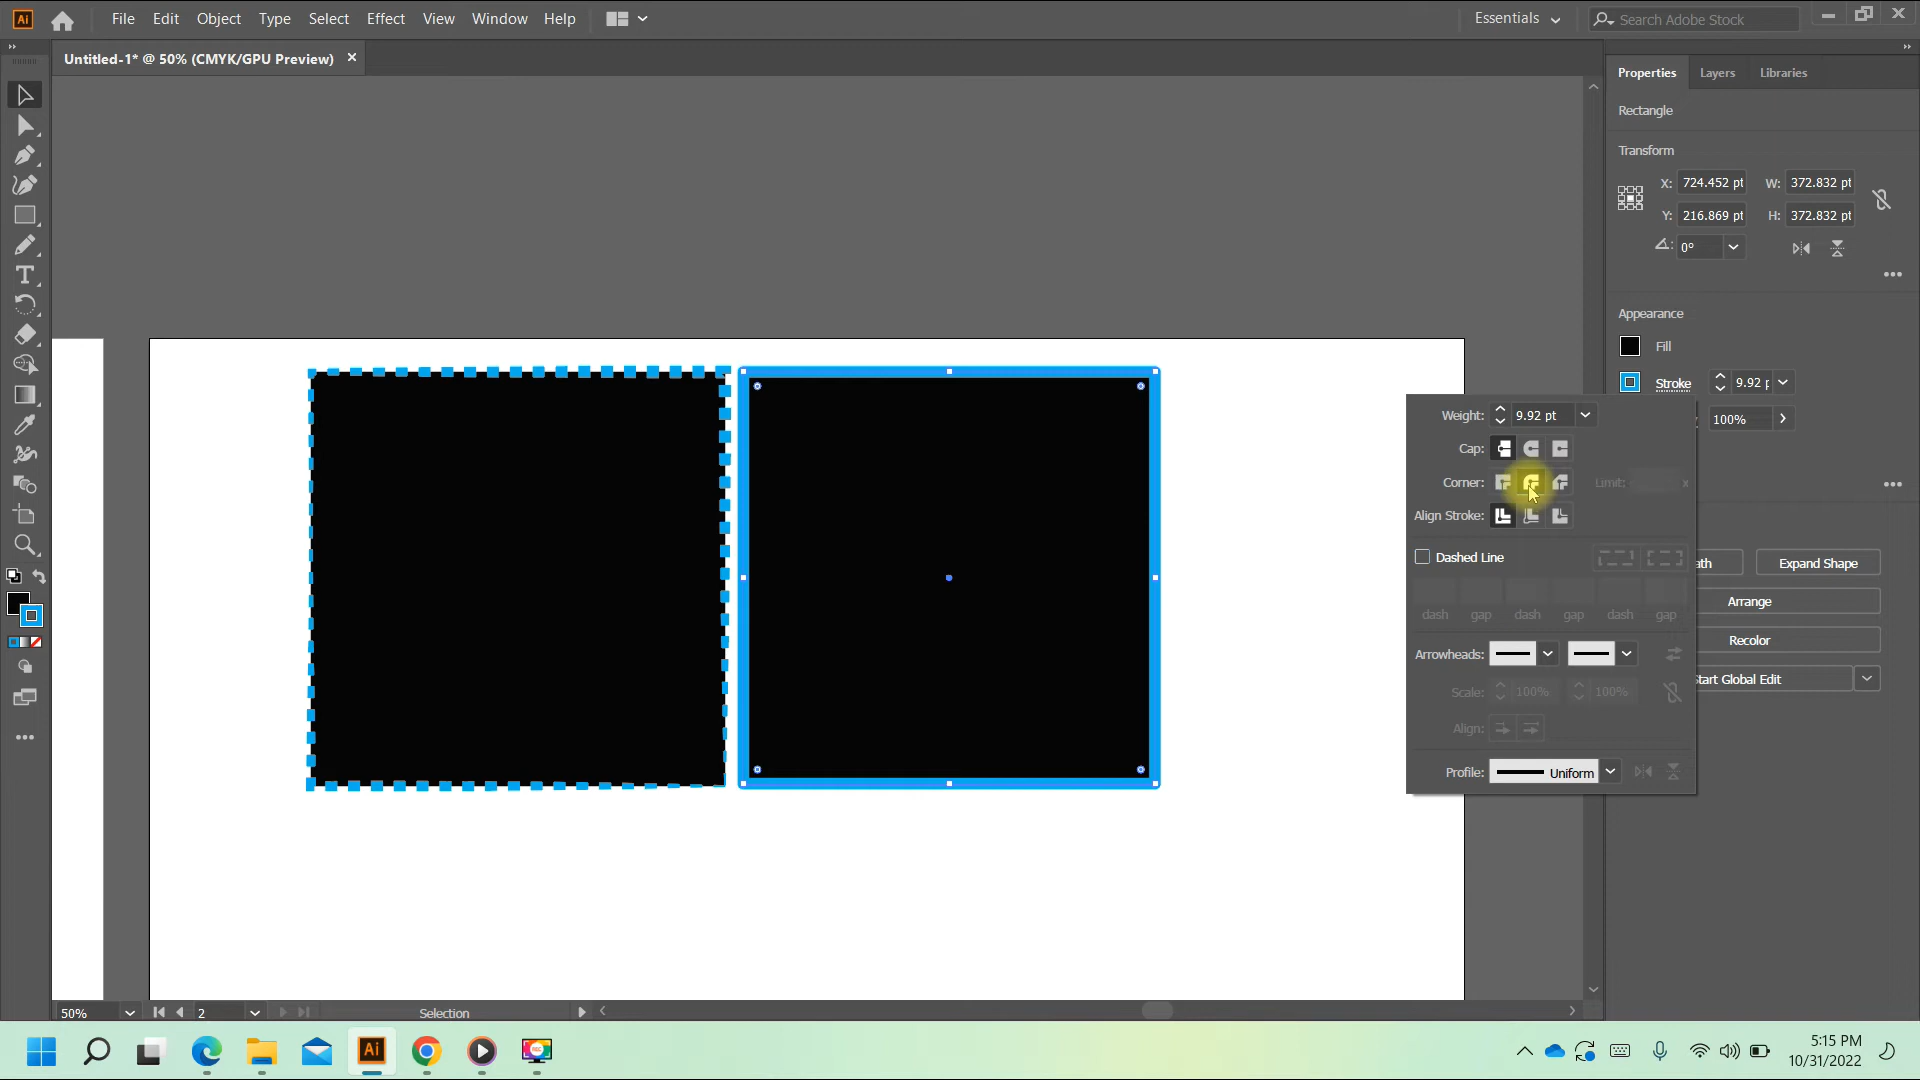 Ai File Edit Object Type Select Effect View Window Help Essentials Search Adobe Stock
Untitled-1* @ 50% (CMYK/GPU Preview)
Properties Layers Libraries
Rectangle
Transform
X: 724.452 pt W: 372.832 pt
Y: 216.869 pt H: 372.832 pt
0°
Appearance
Fill
Stroke 9.92
100%
Weight: 9.92 pt
Cap:
Corner: Limit: x
Align Stroke:
Dashed Line
dash gap dash gap dash gap
Arrowheads:
Scale: 100% 100%
Align:
Profile: Uniform
Expand Shape
Arrange
Recolor
Start Global Edit
50% 2 Selection
Ai
5:15 PM
10/31/2022